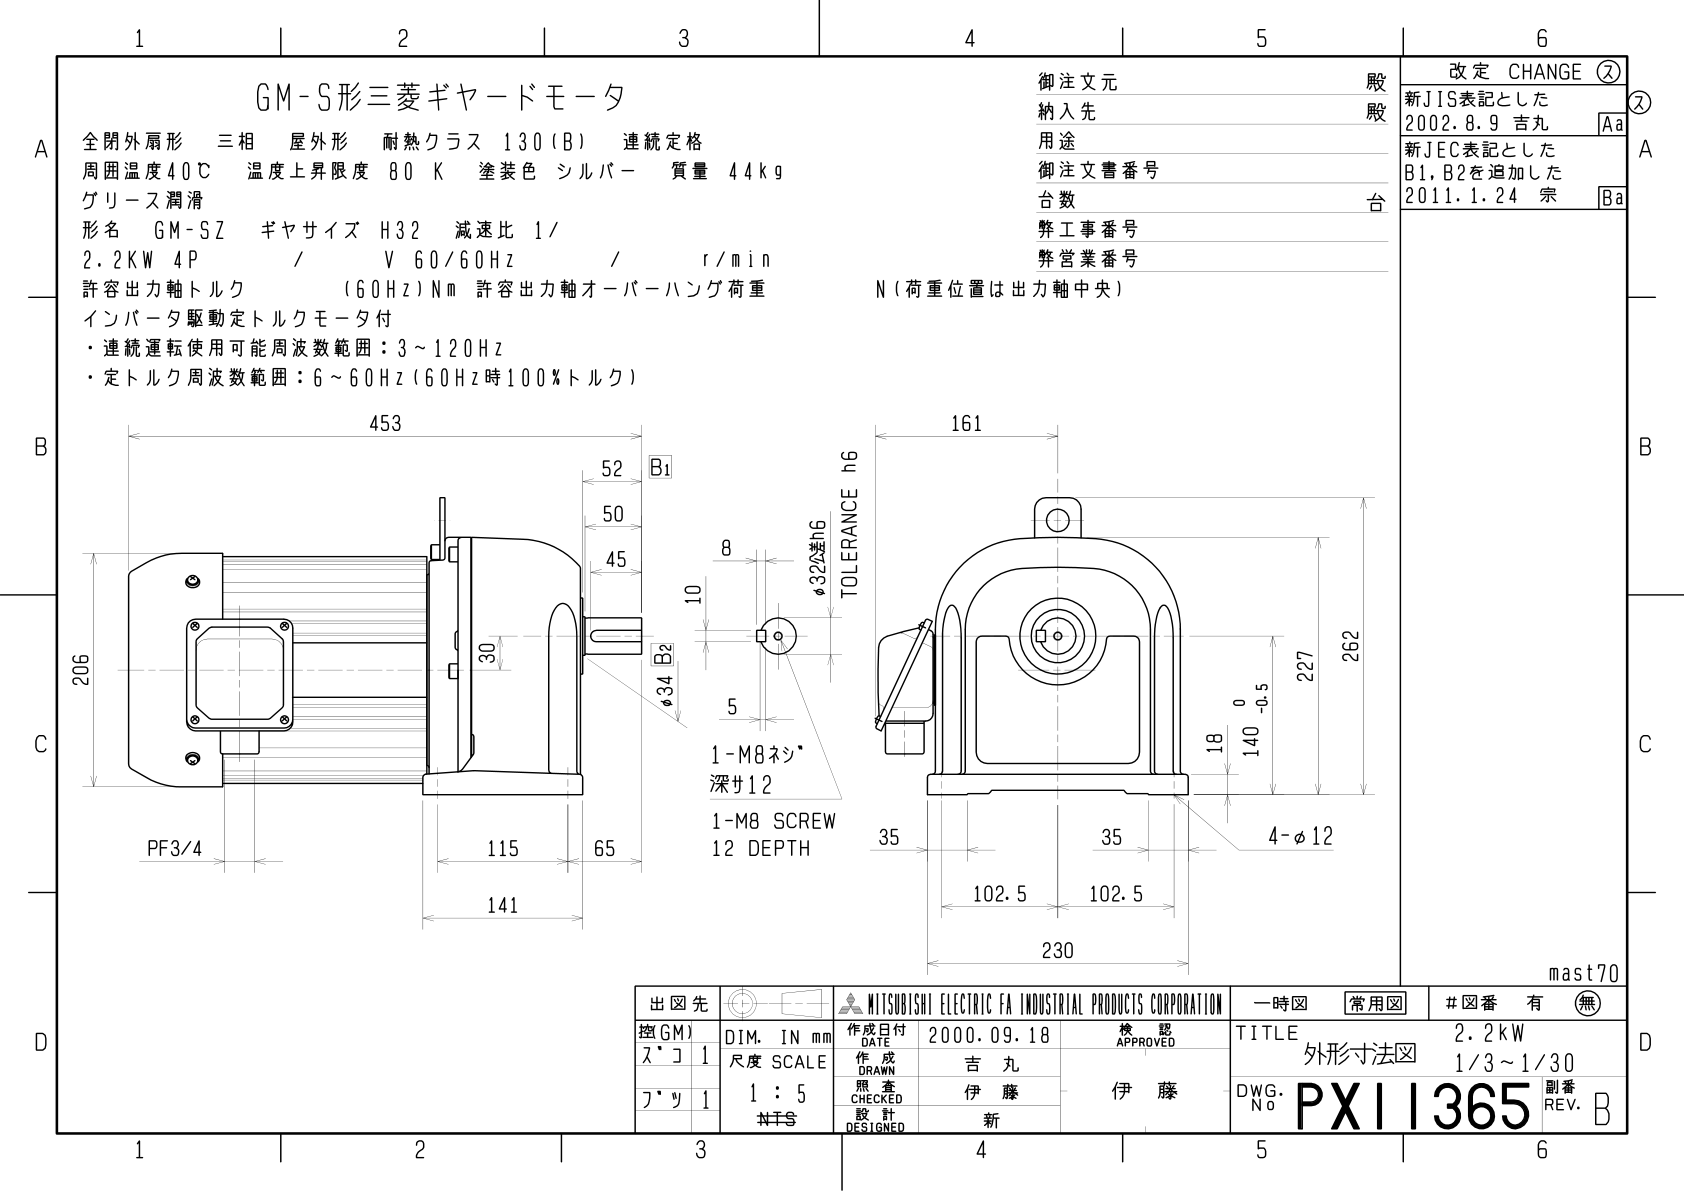 1 2 3 4 5 6
GM-S形三菱ギヤードモータ
全閉外扇形 三相 屋外形 耐熱クラス 130(B) 連続定格
周囲温度40℃ 温度上昇限度 80 K 塗装色 シルバー 質量 44kg
グリース潤滑
形名 GM-SZ ギヤサイズ H32 減速比 1/
2.2KW 4P / V 60/60Hz / r/min
許容出力軸トルク (60Hz)Nm 許容出力軸オーバーハング荷重 N(荷重位置は出力軸中央)
インバータ駆動定トルクモータ付
・連続運転使用可能周波数範囲:3~120Hz
・定トルク周波数範囲:6~60Hz(60Hz時100%トルク)
御注文元 殿
納入先 殿
用途
御注文書番号
台数 台
弊工事番号
弊営業番号
改定 CHANGE ス
新JIS表記とした
2002.8.9 吉丸 Aa
新JEC表記とした
B1,B2を追加した
2011.1.24 宗 Ba
ス
A A
B B
C C
D D
453
52 B1
50
45
206
30
φ34 B2
PF3/4
115 65
141
8
10
5
φ32公差h6
TOLERANCE h6
1-M8ネジ
深サ12
1-M8 SCREW
12 DEPTH
161
262
227
140 0 -0.5
18
35 35
4-φ12
102.5 102.5
230
mast70
出図先
控(GM)
ズコ 1
ブツ 1
DIM. IN mm
尺度 SCALE
1 : 5
NTS
MITSUBISHI ELECTRIC FA INDUSTRIAL PRODUCTS CORPORATION
作成日付 DATE 2000.09.18
作成 DRAWN 吉丸
照査 CHECKED 伊藤
設計 DESIGNED 新
検認 APPROVED
伊藤
一時図 常用図 #図番 有 無
TITLE 外形寸法図
2.2kW
1/3~1/30
DWG. No PX11365
副番 REV. B
1 2 3 4 5 6